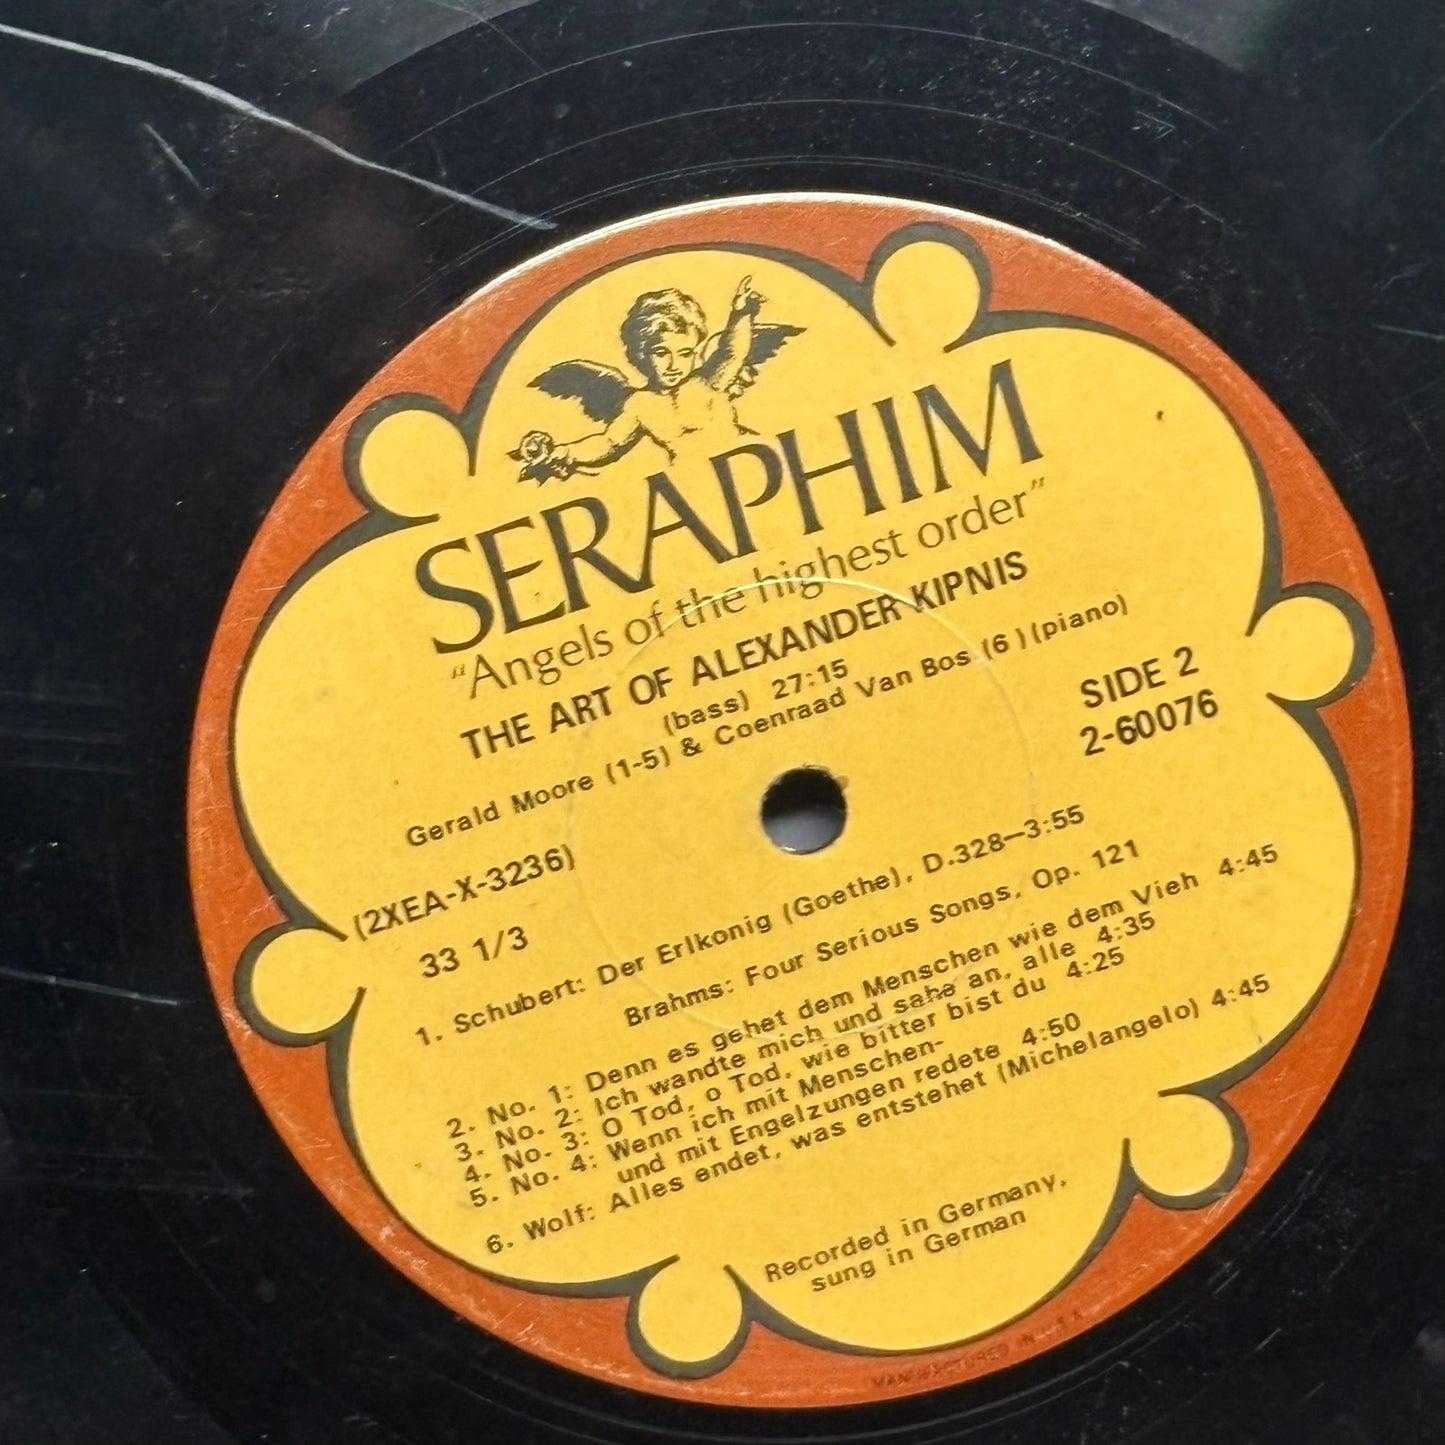 SERAPHIM
"Angels of the highest order"
THE ART OF ALEXANDER KIPNIS
(bass) 27:15
Gerald Moore (1-5) & Coenraad Van Bos (6 ) (piano)
SIDE 2
2-60076
(2XEA-X-3236)
33 1/3
1. Schubert: Der Erlkonig (Goethe), D.328—3:55
Brahms: Four Serious Songs, Op. 121
2. No. 1: Denn es gehet dem Menschen wie dem Vieh 4:45
3. No. 2: Ich wandte mich und sahe an, alle 4:35
4. No. 3: O Tod, o Tod, wie bitter bist du 4:25
5. No. 4: Wenn ich mit Menschen-
und mit Engelzungen redete 4:50
6. Wolf: Alles endet, was entstehet (Michelangelo) 4:45
Recorded in Germany,
sung in German
MANUFACTURED IN U.S.A.